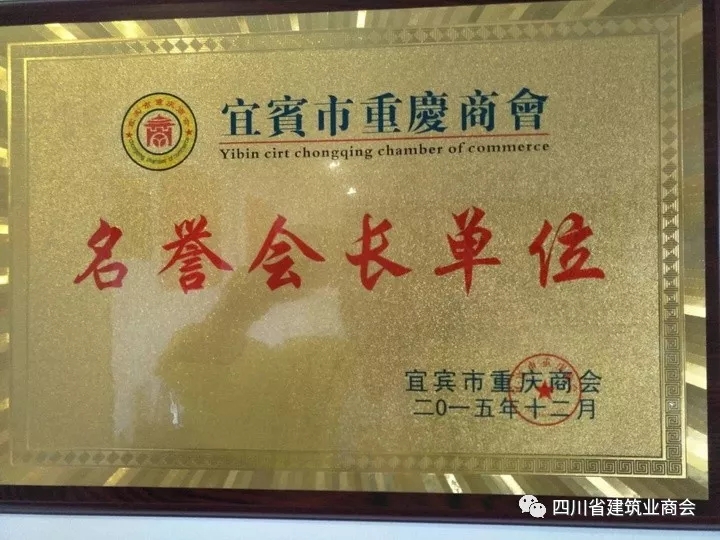 宜賓市重慶商會
Yibin cirt chongqing chamber of commerce
名誉会长单位
宜宾市重庆商会
二0一五年十二月
四川省建筑业商会